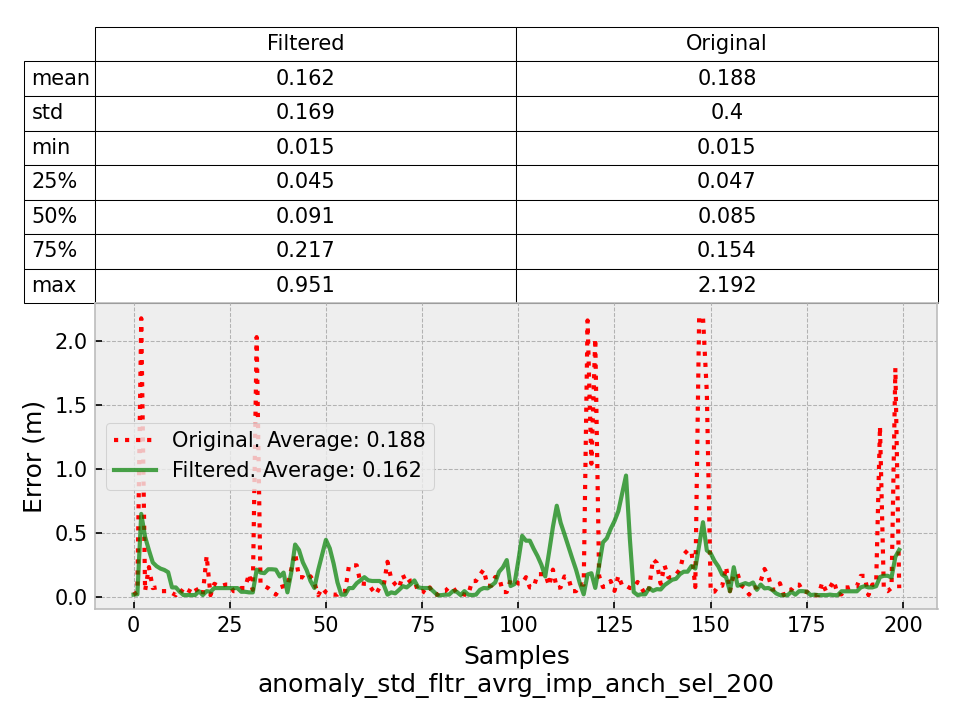 Filtered Original
mean 0.162 0.188
std 0.169 0.4
min 0.015 0.015
25% 0.045 0.047
50% 0.091 0.085
75% 0.217 0.154
max 0.951 2.192
2.0
1.5
1.0
0.5
0.0
Error (m)
Original. Average: 0.188
Filtered. Average: 0.162
0 25 50 75 100 125 150 175 200
Samples
anomaly_std_fltr_avrg_imp_anch_sel_200